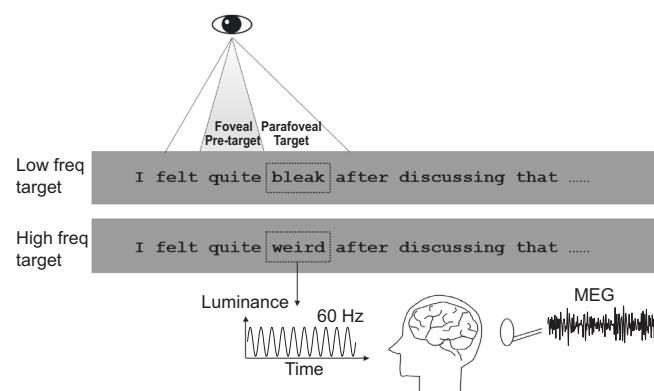 Foveal Parafoveal
Pre-target Target
Low freq
target
I felt quite bleak after discussing that ......
High freq
target
I felt quite weird after discussing that ......
Luminance
60 Hz
Time
MEG